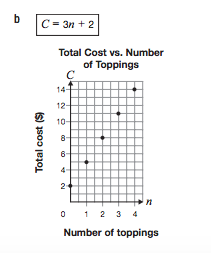 b
C = 3n + 2
Total Cost vs. Number
of Toppings
C
14
12
10
8
6
4
2
n
0 1 2 3 4
Total cost ($)
Number of toppings